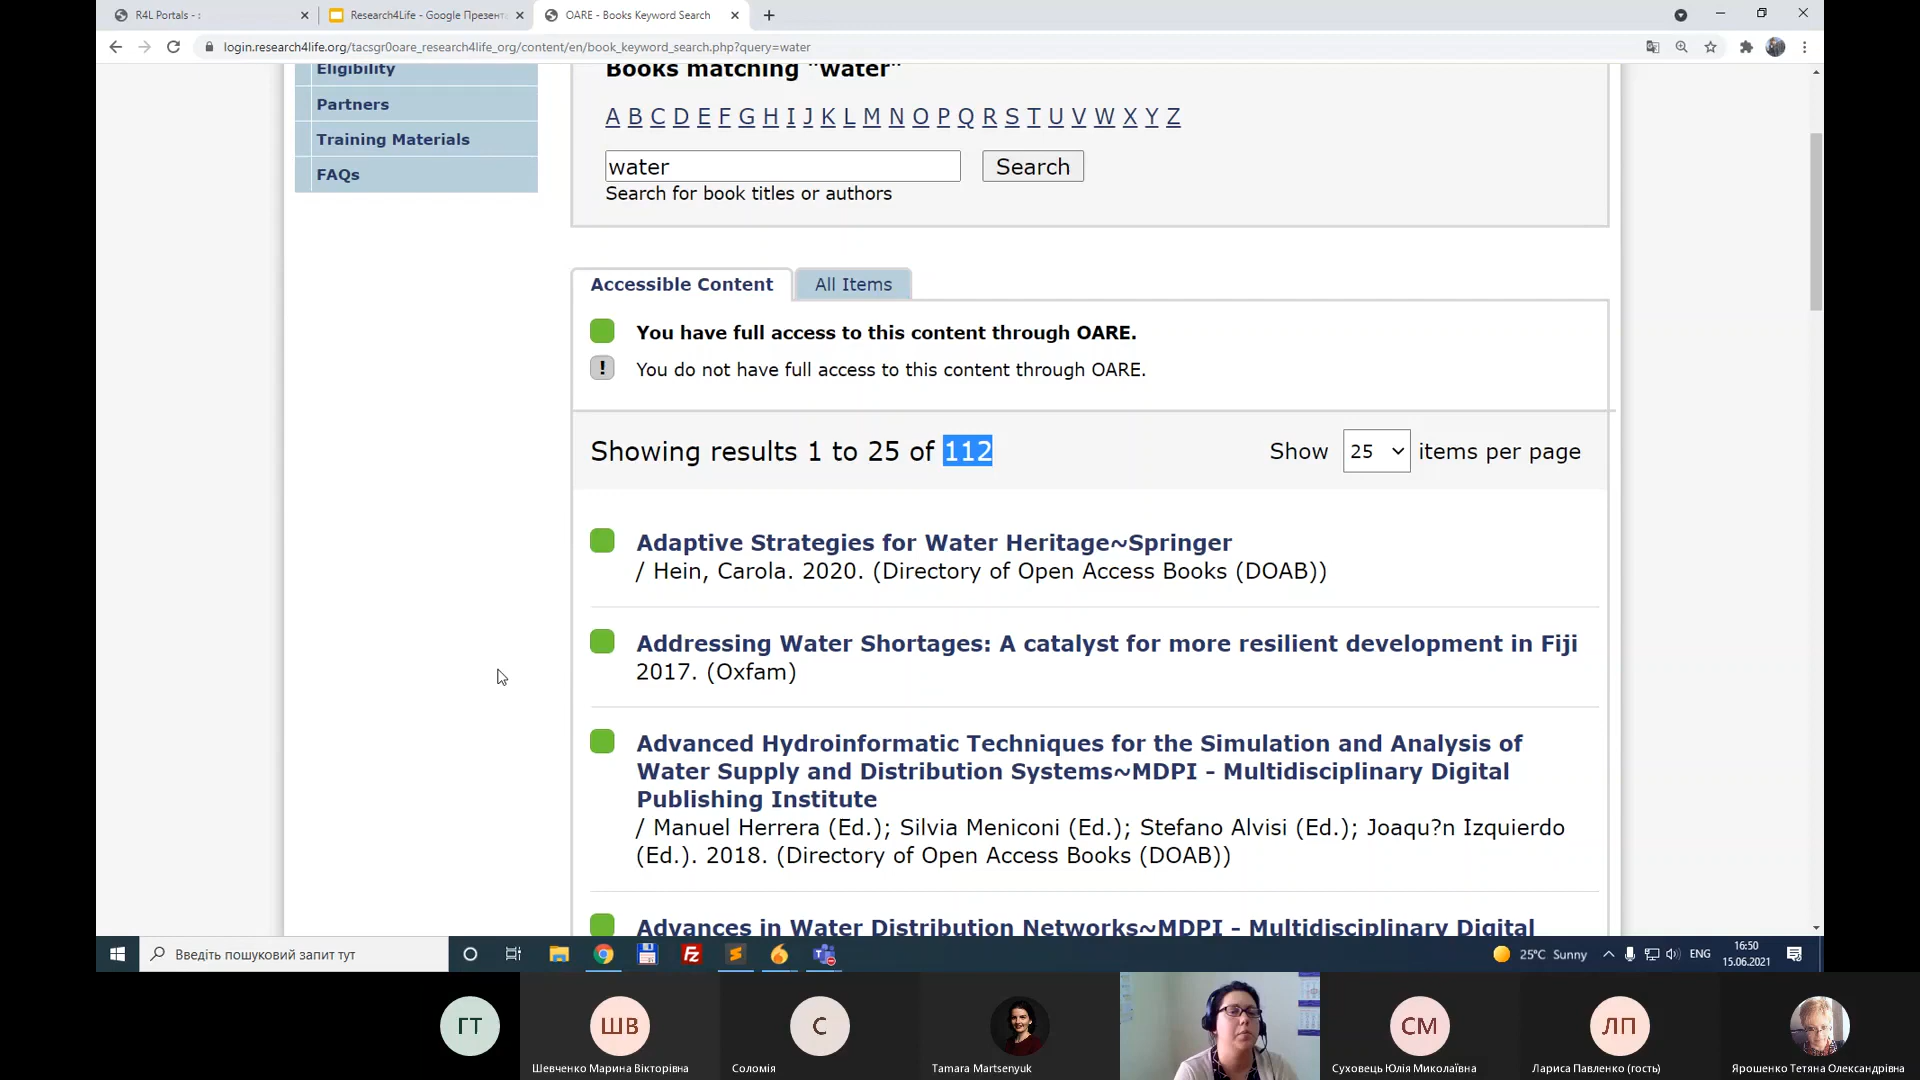 R4L Portals - :
Research4Life - Google Презент
OARE - Books Keyword Search
login.research4life.org/tacsgr0oare_research4life_org/content/en/book_keyword_search.php?query=water
Eligibility
Partners
Training Materials
FAQs
Books matching "water"
A B C D E F G H I J K L M N O P Q R S T U V W X Y Z
water
Search
Search for book titles or authors
Accessible Content
All Items
You have full access to this content through OARE.
! You do not have full access to this content through OARE.
Showing results 1 to 25 of 112
Show 25 items per page
Adaptive Strategies for Water Heritage~Springer
/ Hein, Carola. 2020. (Directory of Open Access Books (DOAB))
Addressing Water Shortages: A catalyst for more resilient development in Fiji
2017. (Oxfam)
Advanced Hydroinformatic Techniques for the Simulation and Analysis of
Water Supply and Distribution Systems~MDPI - Multidisciplinary Digital
Publishing Institute
/ Manuel Herrera (Ed.); Silvia Meniconi (Ed.); Stefano Alvisi (Ed.); Joaqu?n Izquierdo
(Ed.). 2018. (Directory of Open Access Books (DOAB))
Advances in Water Distribution Networks~MDPI - Multidisciplinary Digital
Введіть пошуковий запит тут
25°C Sunny
ENG
16:50
15.06.2021
ГТ
ШВ
С
СМ
ЛП
Шевченко Марина Вікторівна
Соломія
Tamara Martsenyuk
Суховець Юлія Миколаївна
Лариса Павленко (гость)
Ярошенко Тетяна Олександрівна